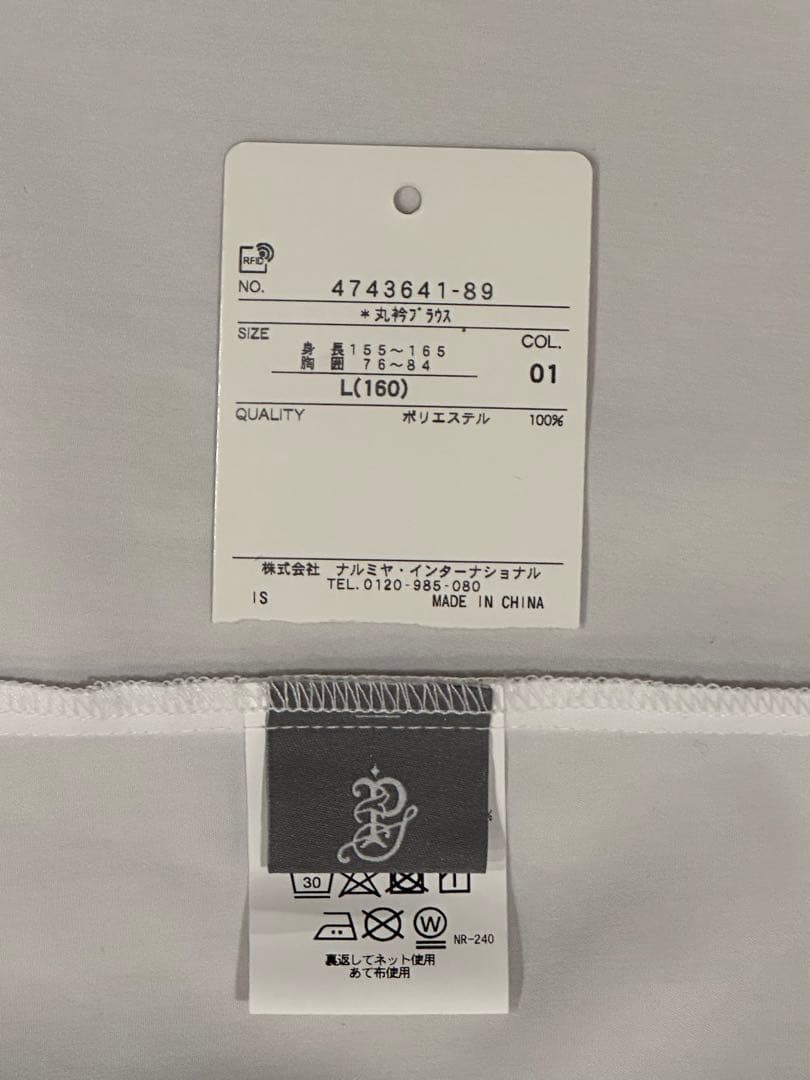 RFID
NO. 4743641-89
*丸衿ﾌﾞﾗｳｽ
SIZE
COL.
身長155〜165
胸囲 76〜84
01
L(160)
QUALITY ポリエステル 100%
株式会社 ナルミヤ・インターナショナル
TEL.0120-985-080
IS MADE IN CHINA
%
30
W
NR-240
裏返してネット使用
あて布使用